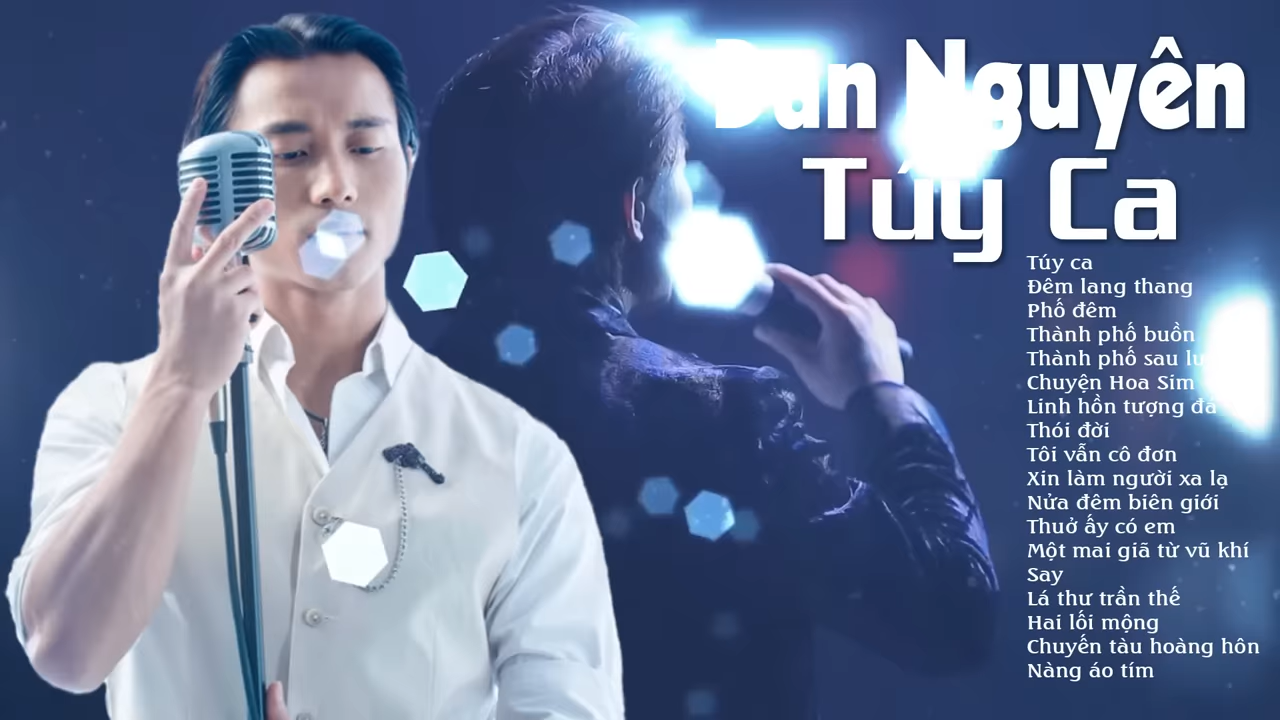 Đan Nguyên
Túy Ca
Túy ca
Đêm lang thang
Phố đêm
Thành phố buồn
Thành phố sau
Chuyện Hoa Sim
Linh hồn tượng đá
Thói đời
Tôi vẫn cô đơn
Xin làm người xa lạ
Nửa đêm biên giới
Thuở ấy có em
Một mai giã từ vũ khí
Say
Lá thư trần thế
Hai lối mộng
Chuyến tàu hoàng hôn
Nàng áo tím